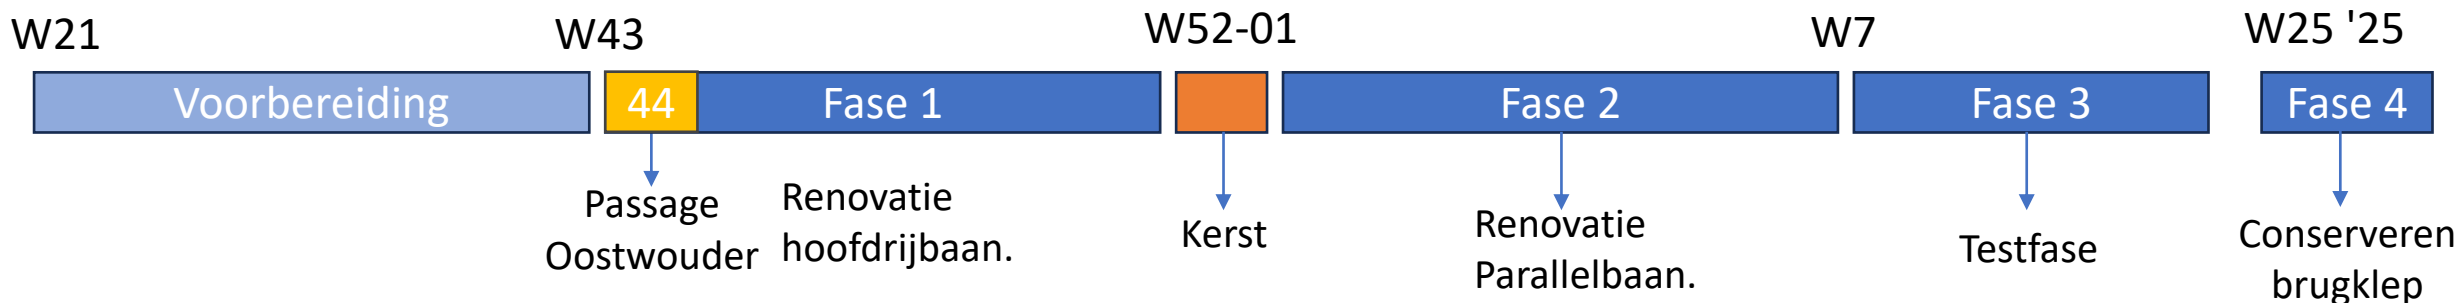 W21
W43
W52-01
W7
W25 '25
Voorbereiding
44
Fase 1
Fase 2
Fase 3
Fase 4
Passage
Oostwouder
Renovatie
hoofdrijbaan.
Kerst
Renovatie
Parallelbaan.
Testfase
Conserveren
brugklep